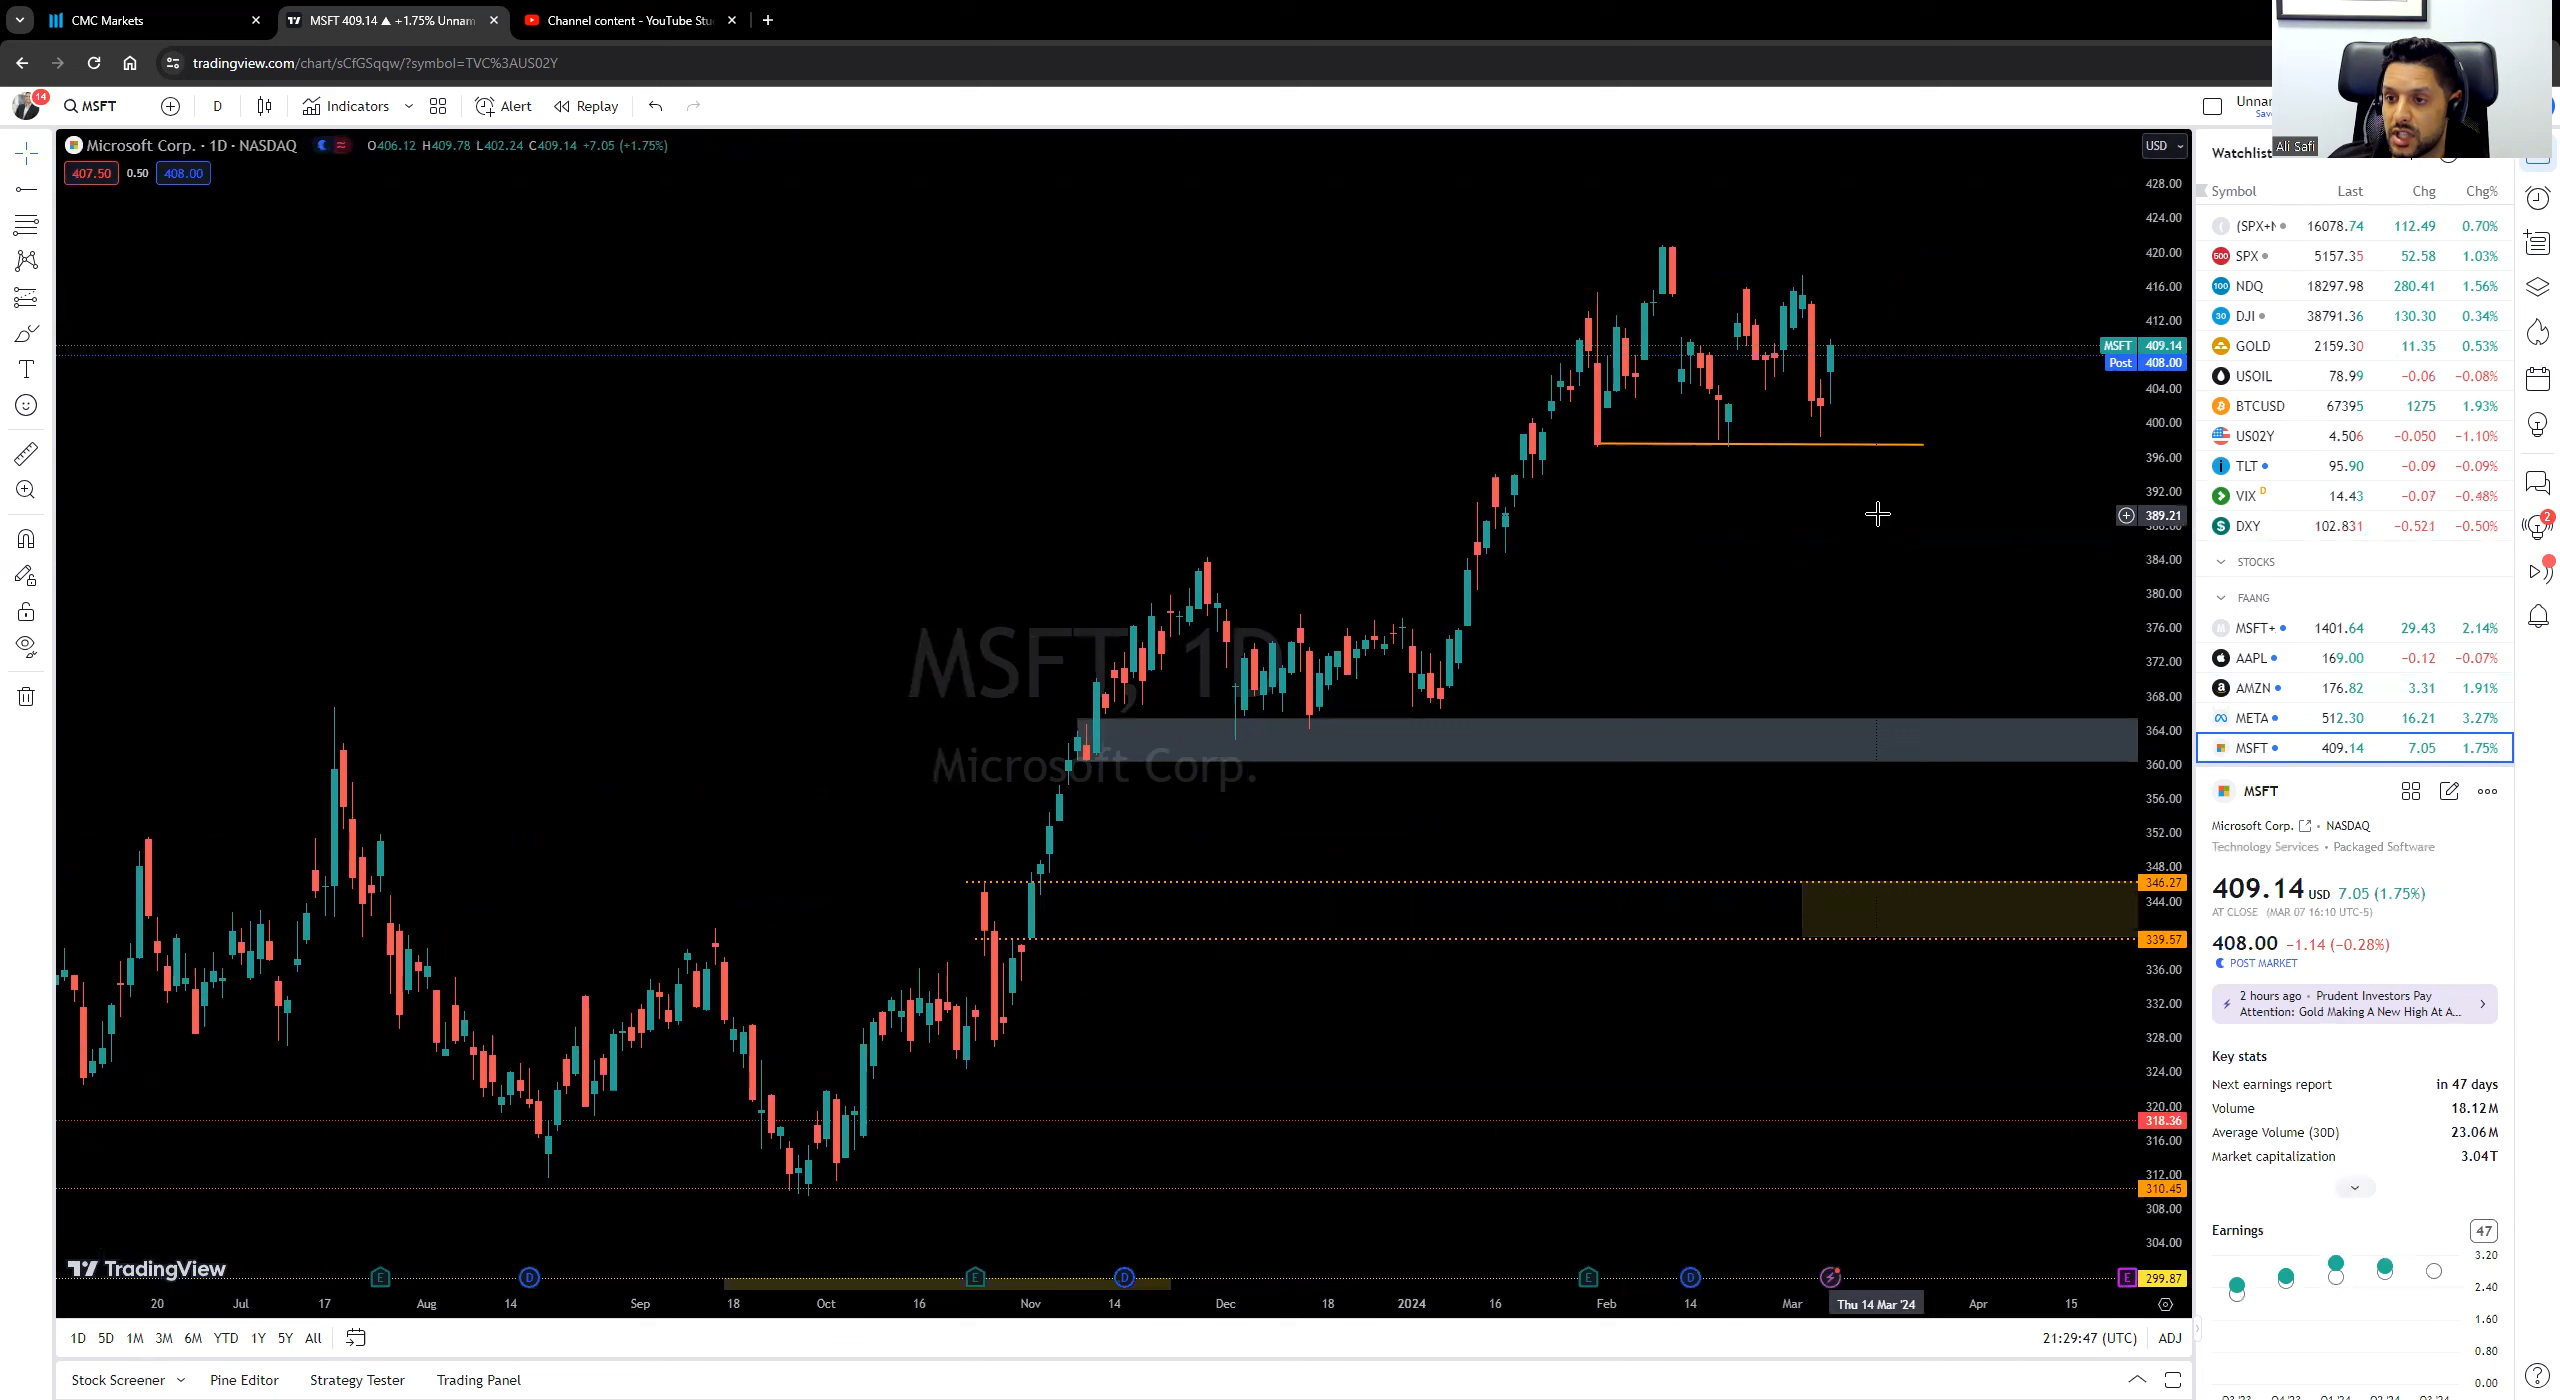 CMC Markets
MSFT 409.14 ▲ +1.75% Unnam
Channel content - YouTube Stu
tradingview.com/chart/sCfGSqqw/?symbol=TVC%3AUS02Y
14
MSFT
D
Indicators
Alert
Replay
Unnar
Save
Ali Safi
Microsoft Corp. · 1D · NASDAQ
O406.12 H409.78 L402.24 C409.14 +7.05 (+1.75%)
407.50 0.50 408.00
USD
428.00
424.00
420.00
416.00
412.00
MSFT 409.14
Post 408.00
404.00
400.00
396.00
392.00
389.21
384.00
380.00
376.00
372.00
368.00
364.00
360.00
356.00
352.00
348.00
346.27
344.00
339.57
336.00
332.00
328.00
324.00
320.00
318.36
316.00
312.00
310.45
308.00
304.00
299.87
MSFT, 1D
Microsoft Corp.
TradingView
E D E D E D E
20 Jul 17 Aug 14 Sep 18 Oct 16 Nov 14 Dec 18 2024 16 Feb 14 Mar Thu 14 Mar '24 Apr 15
1D 5D 1M 3M 6M YTD 1Y 5Y All
21:29:47 (UTC) ADJ
Stock Screener Pine Editor Strategy Tester Trading Panel
Watchlist
Symbol Last Chg Chg%
(SPX+N 16078.74 112.49 0.70%
SPX 5157.35 52.58 1.03%
NDQ 18297.98 280.41 1.56%
DJI 38791.36 130.30 0.34%
GOLD 2159.30 11.35 0.53%
USOIL 78.99 −0.06 −0.08%
BTCUSD 67395 1275 1.93%
US02Y 4.506 −0.050 −1.10%
TLT 95.90 −0.09 −0.09%
VIX D 14.43 −0.07 −0.48%
DXY 102.831 −0.521 −0.50%
STOCKS
FAANG
MSFT+ 1401.64 29.43 2.14%
AAPL 169.00 −0.12 −0.07%
AMZN 176.82 3.31 1.91%
META 512.30 16.21 3.27%
MSFT 409.14 7.05 1.75%
MSFT
Microsoft Corp. • NASDAQ
Technology Services • Packaged Software
409.14 USD 7.05 (1.75%)
AT CLOSE (MAR 07 16:10 UTC-5)
408.00 −1.14 (−0.28%)
POST MARKET
2 hours ago • Prudent Investors Pay
Attention: Gold Making A New High At A...
Key stats
Next earnings report in 47 days
Volume 18.12M
Average Volume (30D) 23.06M
Market capitalization 3.04T
Earnings 47
3.20
2.40
1.60
0.80
0.00
2